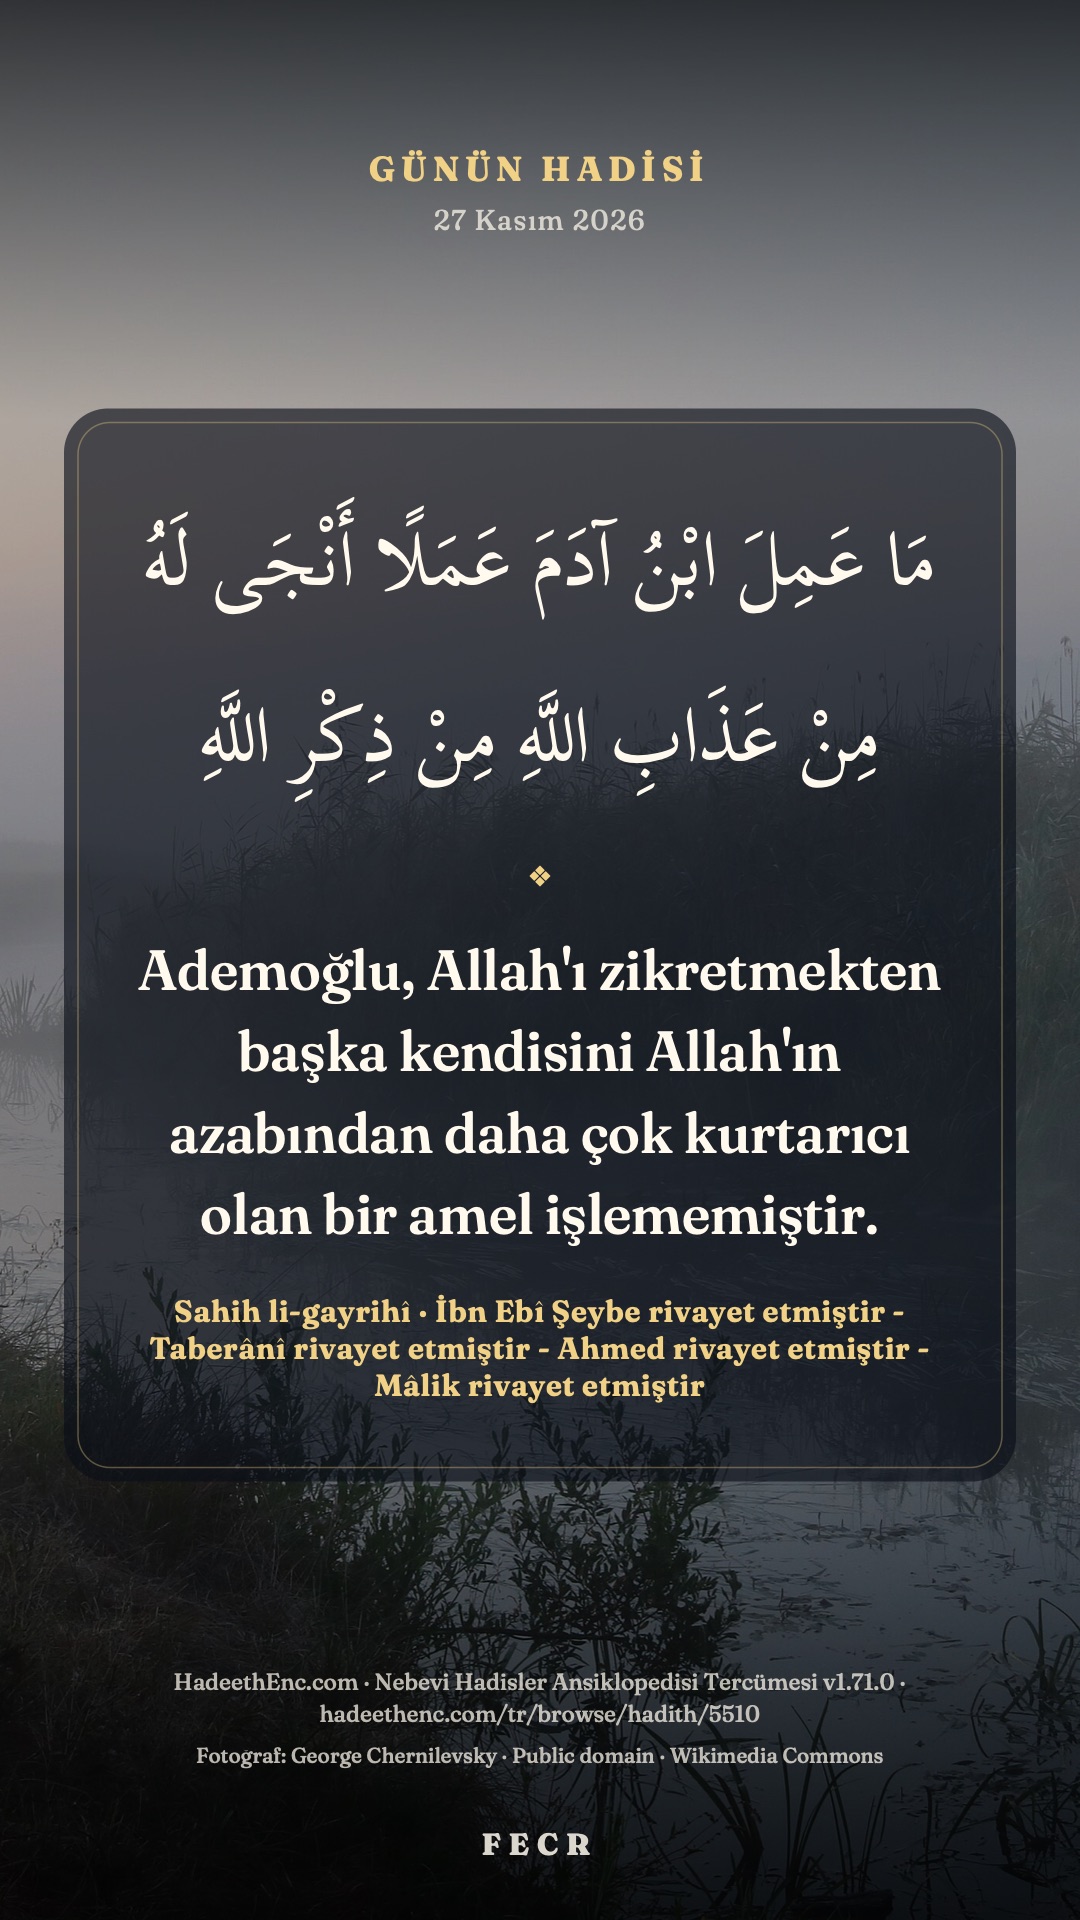 GÜNÜN HADİSİ
27 Kasım 2026
مَا عَمِلَ ابْنُ آدَمَ عَمَلًا أَنْجَى لَهُ
مِنْ عَذَابِ اللَّهِ مِنْ ذِكْرِ اللَّهِ
❖
Ademoğlu, Allah'ı zikretmekten
başka kendisini Allah'ın
azabından daha çok kurtarıcı
olan bir amel işlememiştir.
Sahih li-gayrihî · İbn Ebî Şeybe rivayet etmiştir -
Taberânî rivayet etmiştir - Ahmed rivayet etmiştir -
Mâlik rivayet etmiştir
HadeethEnc.com · Nebevi Hadisler Ansiklopedisi Tercümesi v1.71.0 ·
hadeethenc.com/tr/browse/hadith/5510
Fotoğraf: George Chernilevsky · Public domain · Wikimedia Commons
FECR